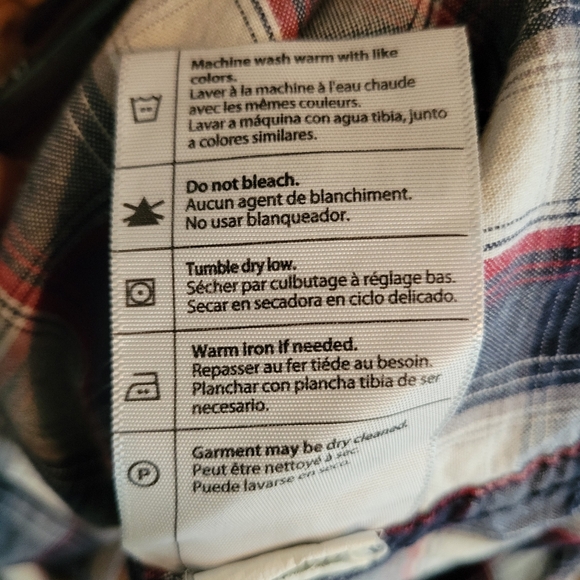 Machine wash warm with like
colors.
Laver à la machine à l'eau chaude
avec les mêmes couleurs.
Lavar a máquina con agua tibia, junto
a colores similares.
Do not bleach.
Aucun agent de blanchiment.
No usar blanqueador.
Tumble dry low.
Sécher par culbutage à réglage bas.
Secar en secadora en ciclo delicado.
Warm iron if needed.
Repasser au fer tiéde au besoin.
Planchar con plancha tibia de ser
necesario.
P
Garment may be dry cleaned.
Peut être nettoyé à sec.
Puede lavarse en seco.